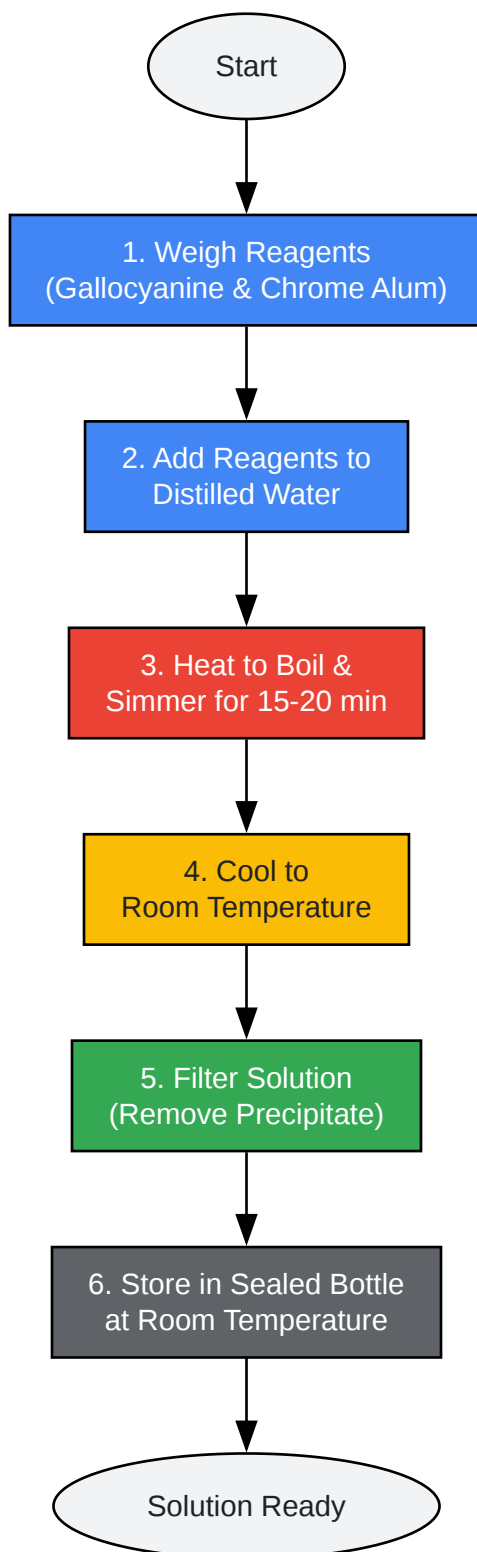 Start
1. Weigh Reagents
(Gallocyanine & Chrome Alum)
2. Add Reagents to
Distilled Water
3. Heat to Boil &
Simmer for 15-20 min
4. Cool to
Room Temperature
5. Filter Solution
(Remove Precipitate)
6. Store in Sealed Bottle
at Room Temperature
Solution Ready